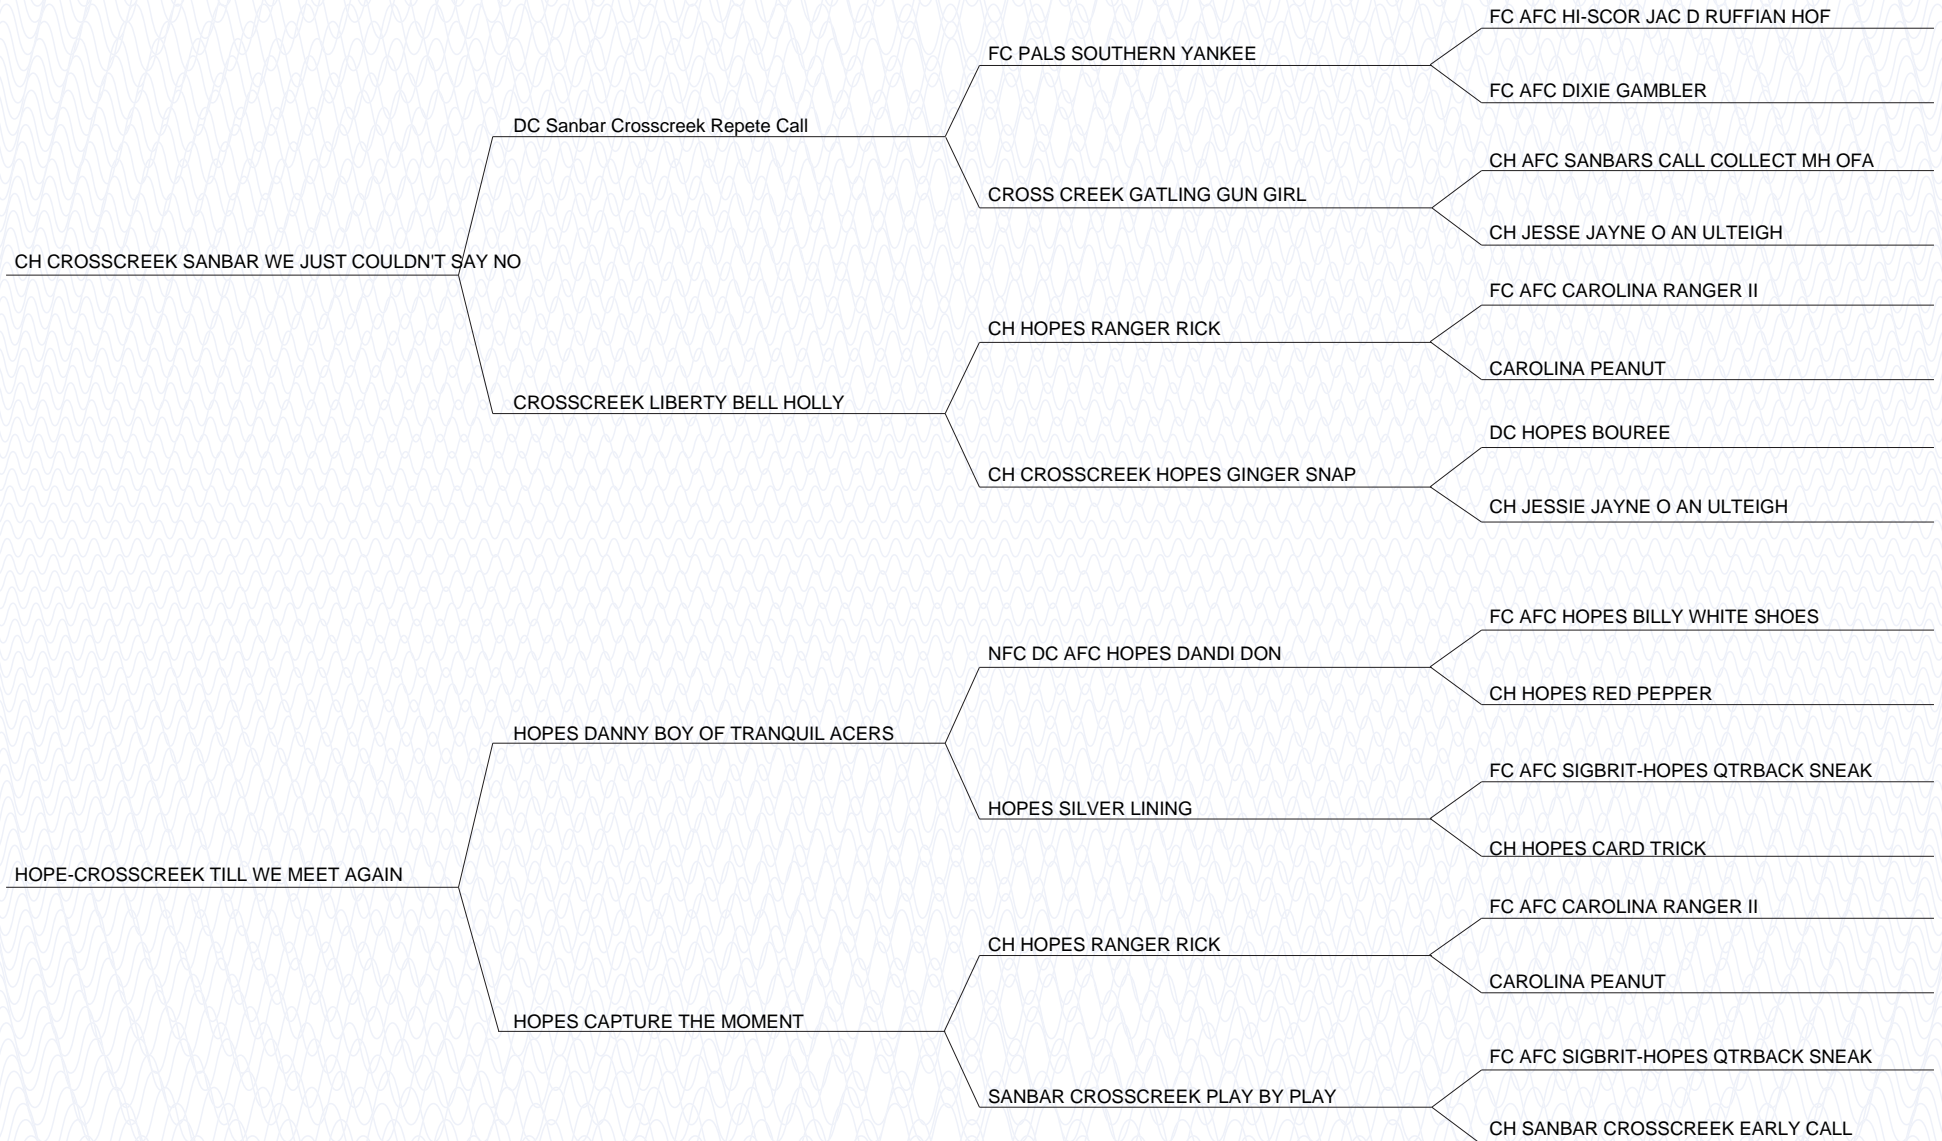 FC AFC HI-SCOR JAC D RUFFIAN HOF
FC PALS SOUTHERN YANKEE
FC AFC DIXIE GAMBLER
DC Sanbar Crosscreek Repete Call
CH AFC SANBARS CALL COLLECT MH OFA
CROSS CREEK GATLING GUN GIRL
CH JESSE JAYNE O AN ULTEIGH
CH CROSSCREEK SANBAR WE JUST COULDN'T SAY NO
FC AFC CAROLINA RANGER II
CH HOPES RANGER RICK
CAROLINA PEANUT
CROSSCREEK LIBERTY BELL HOLLY
DC HOPES BOUREE
CH CROSSCREEK HOPES GINGER SNAP
CH JESSIE JAYNE O AN ULTEIGH
FC AFC HOPES BILLY WHITE SHOES
NFC DC AFC HOPES DANDI DON
CH HOPES RED PEPPER
HOPES DANNY BOY OF TRANQUIL ACERS
FC AFC SIGBRIT-HOPES QTRBACK SNEAK
HOPES SILVER LINING
CH HOPES CARD TRICK
HOPE-CROSSCREEK TILL WE MEET AGAIN
FC AFC CAROLINA RANGER II
CH HOPES RANGER RICK
CAROLINA PEANUT
HOPES CAPTURE THE MOMENT
FC AFC SIGBRIT-HOPES QTRBACK SNEAK
SANBAR CROSSCREEK PLAY BY PLAY
CH SANBAR CROSSCREEK EARLY CALL